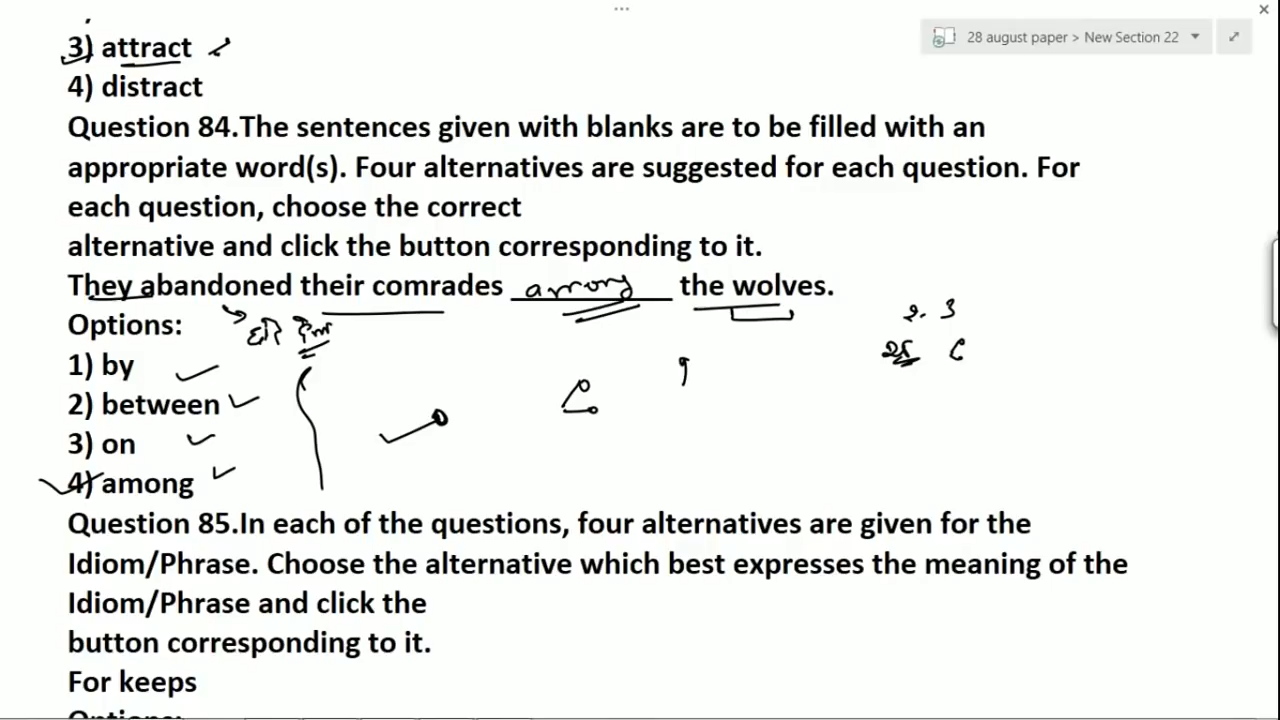 28 august paper > New Section 22
3) attract
4) distract
Question 84.The sentences given with blanks are to be filled with an
appropriate word(s). Four alternatives are suggested for each question. For
each question, choose the correct
alternative and click the button corresponding to it.
They abandoned their comrades among the wolves.
Options:
1) by
2) between
3) on
4) among
Question 85.In each of the questions, four alternatives are given for the
Idiom/Phrase. Choose the alternative which best expresses the meaning of the
Idiom/Phrase and click the
button corresponding to it.
For keeps
Options: